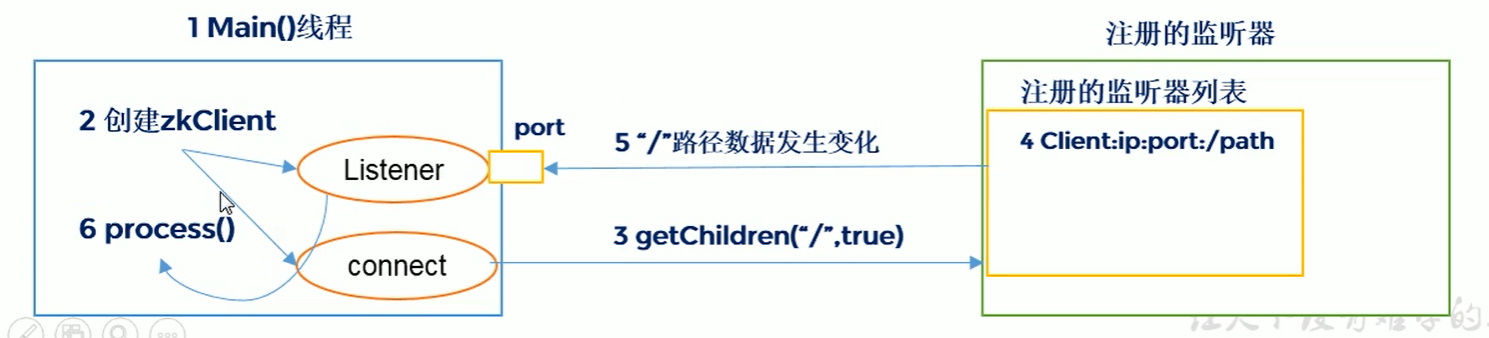 1 Main()线程
注册的监听器
2 创建zkClient
注册的监听器列表
port
5 “/”路径数据发生变化
4 Client:ip:port:/path
Listener
6 process()
3 getChildren(“/”,true)
connect